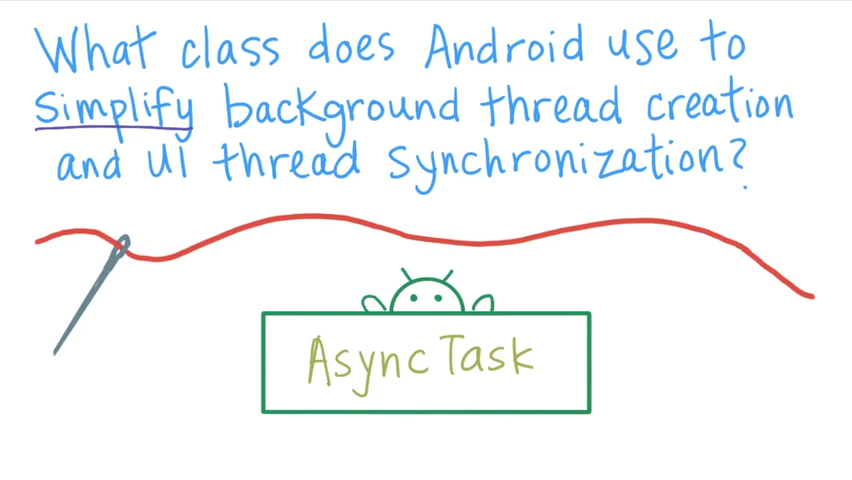 What class does Android use to
Simplify background thread creation
and UI thread synchronization?
AsyncTask